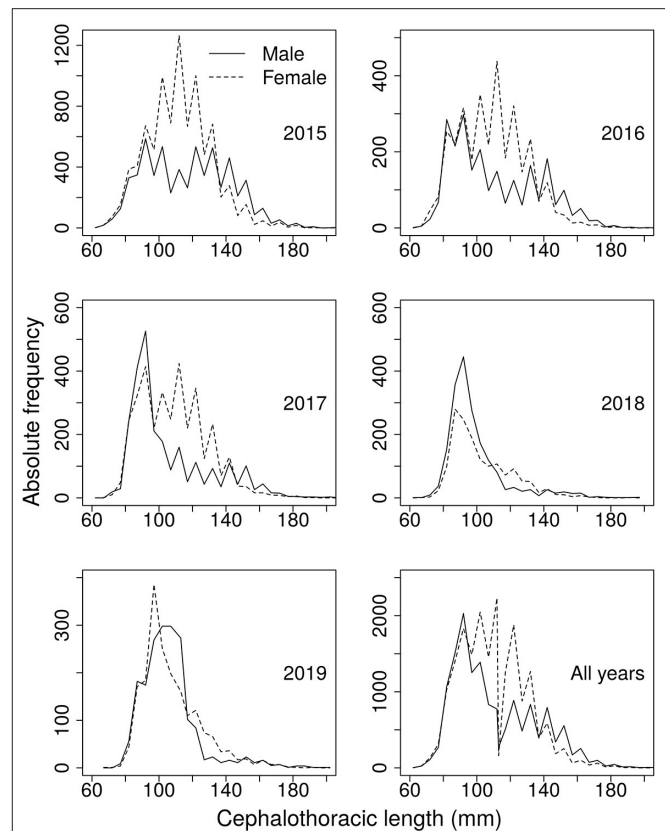 Male
Female
2015
0 400 800 1200
60 100 140 180
2016
0 200 400
60 100 140 180
2017
0 200 400 600
60 100 140 180
2018
0 200 400 600
60 100 140 180
2019
0 100 300
60 100 140 180
All years
0 1000 2000
60 100 140 180
Absolute frequency
Cephalothoracic length (mm)